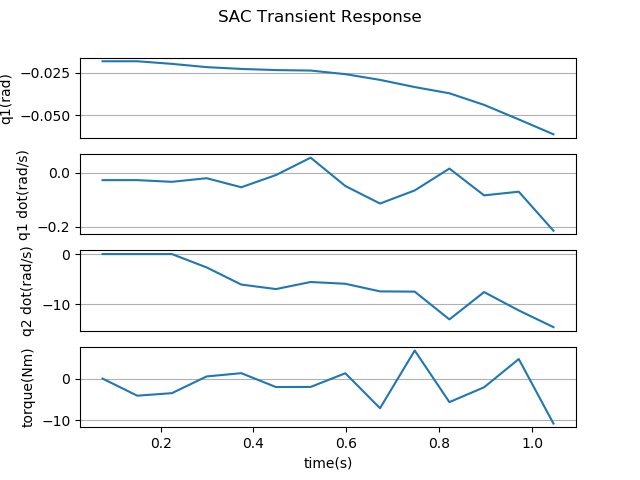 SAC Transient Response
q1(rad)
−0.025
−0.050
q1 dot(rad/s)
0.0
−0.2
q2 dot(rad/s)
0
−10
torque(Nm)
0
−10
0.2 0.4 0.6 0.8 1.0
time(s)